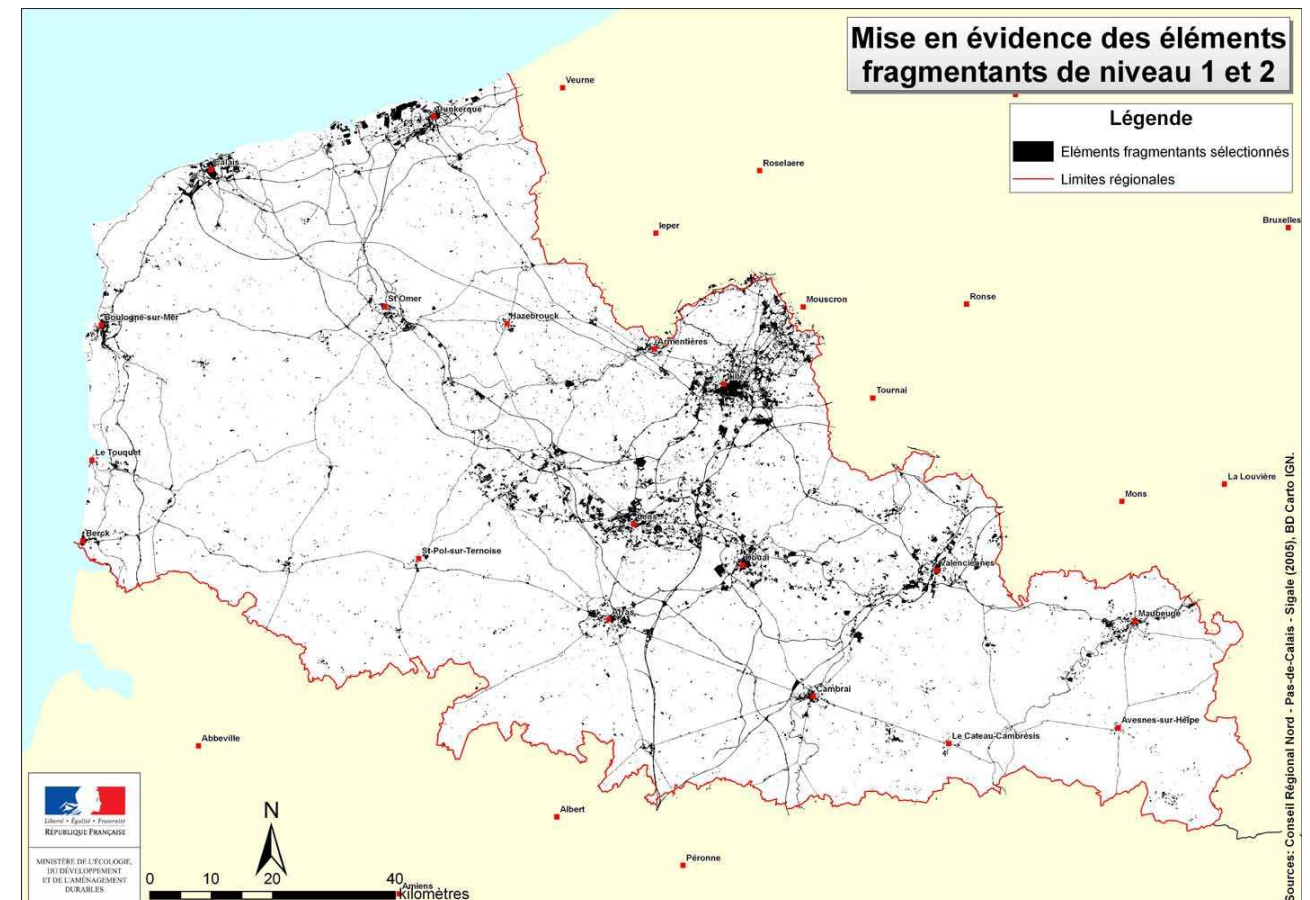 Mise en évidence des éléments
fragmentants de niveau 1 et 2
Légende
Eléments fragmentants sélectionnés
Limites régionales
Veurne
Dunkerque
Calais
Roselaere
Ieper
Bruxelles
St Omer
Hazebrouck
Boulogne-sur-Mer
Mouscron
Ronse
Armentières
Lille
Tournai
Le Touquet
La Louvière
Mons
Lens
Berck
St-Pol-sur-Ternoise
Douai
Valenciennes
Arras
Maubeuge
Cambrai
Avesnes-sur-Helpe
Le Cateau-Cambrésis
Abbeville
Albert
Péronne
Amiens
Liberté • Égalité • Fraternité
RÉPUBLIQUE FRANÇAISE
MINISTÈRE DE L'ÉCOLOGIE,
DU DÉVELOPPEMENT
ET DE L'AMÉNAGEMENT
DURABLES
N
0 10 20 40
kilomètres
Sources: Conseil Régional Nord - Pas-de-Calais - Sigale (2005), BD Carto IGN.